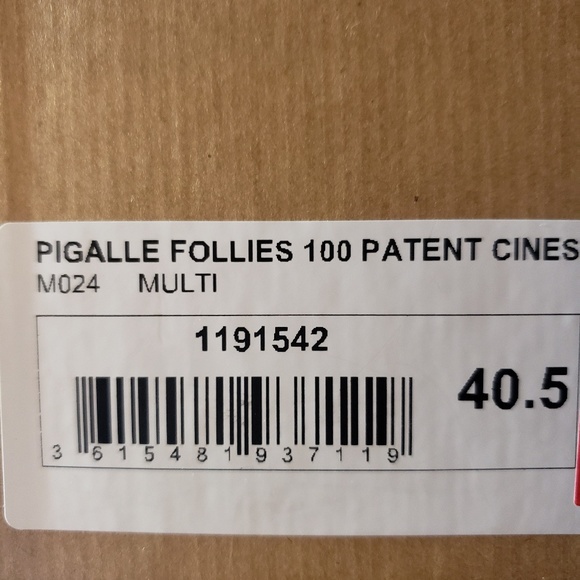 PIGALLE FOLLIES 100 PATENT CINES
M024 MULTI
1191542
40.5
3 615481 937119